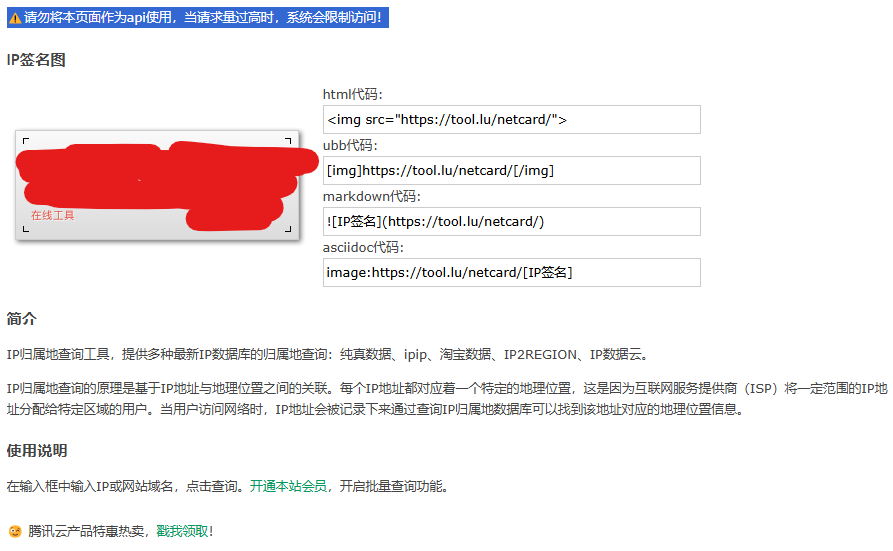 ⚠️请勿将本页面作为api使用，当请求量过高时，系统会限制访问！
IP签名图
html代码：
<img src="https://tool.lu/netcard/">
ubb代码：
[img]https://tool.lu/netcard/[/img]
markdown代码：
![IP签名](https://tool.lu/netcard/)
asciidoc代码：
image:https://tool.lu/netcard/[IP签名]
在线工具
简介
IP归属地查询工具，提供多种最新IP数据库的归属地查询：纯真数据、ipip、淘宝数据、IP2REGION、IP数据云。
IP归属地查询的原理是基于IP地址与地理位置之间的关联。每个IP地址都对应着一个特定的地理位置，这是因为互联网服务提供商（ISP）将一定范围的IP地
址分配给特定区域的用户。当用户访问网络时，IP地址会被记录下来通过查询IP归属地数据库可以找到该地址对应的地理位置信息。
使用说明
在输入框中输入IP或网站域名，点击查询。开通本站会员，开启批量查询功能。
😉 腾讯云产品特惠热卖，戳我领取！